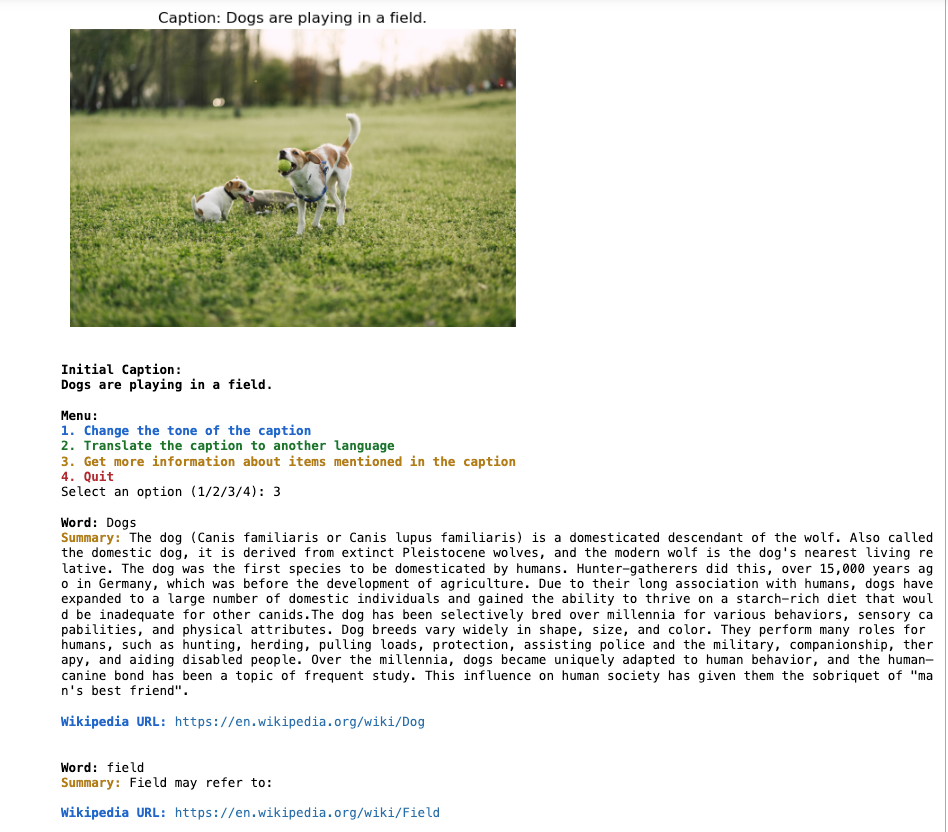 Caption: Dogs are playing in a field.
Initial Caption:
Dogs are playing in a field.
Menu:
1. Change the tone of the caption
2. Translate the caption to another language
3. Get more information about items mentioned in the caption
4. Quit
Select an option (1/2/3/4): 3
Word: Dogs
Summary: The dog (Canis familiaris or Canis lupus familiaris) is a domesticated descendant of the wolf. Also called
the domestic dog, it is derived from extinct Pleistocene wolves, and the modern wolf is the dog's nearest living re
lative. The dog was the first species to be domesticated by humans. Hunter-gatherers did this, over 15,000 years ag
o in Germany, which was before the development of agriculture. Due to their long association with humans, dogs have
expanded to a large number of domestic individuals and gained the ability to thrive on a starch-rich diet that woul
d be inadequate for other canids.The dog has been selectively bred over millennia for various behaviors, sensory ca
pabilities, and physical attributes. Dog breeds vary widely in shape, size, and color. They perform many roles for
humans, such as hunting, herding, pulling loads, protection, assisting police and the military, companionship, ther
apy, and aiding disabled people. Over the millennia, dogs became uniquely adapted to human behavior, and the human–
canine bond has been a topic of frequent study. This influence on human society has given them the sobriquet of "ma
n's best friend".
Wikipedia URL: https://en.wikipedia.org/wiki/Dog
Word: field
Summary: Field may refer to:
Wikipedia URL: https://en.wikipedia.org/wiki/Field